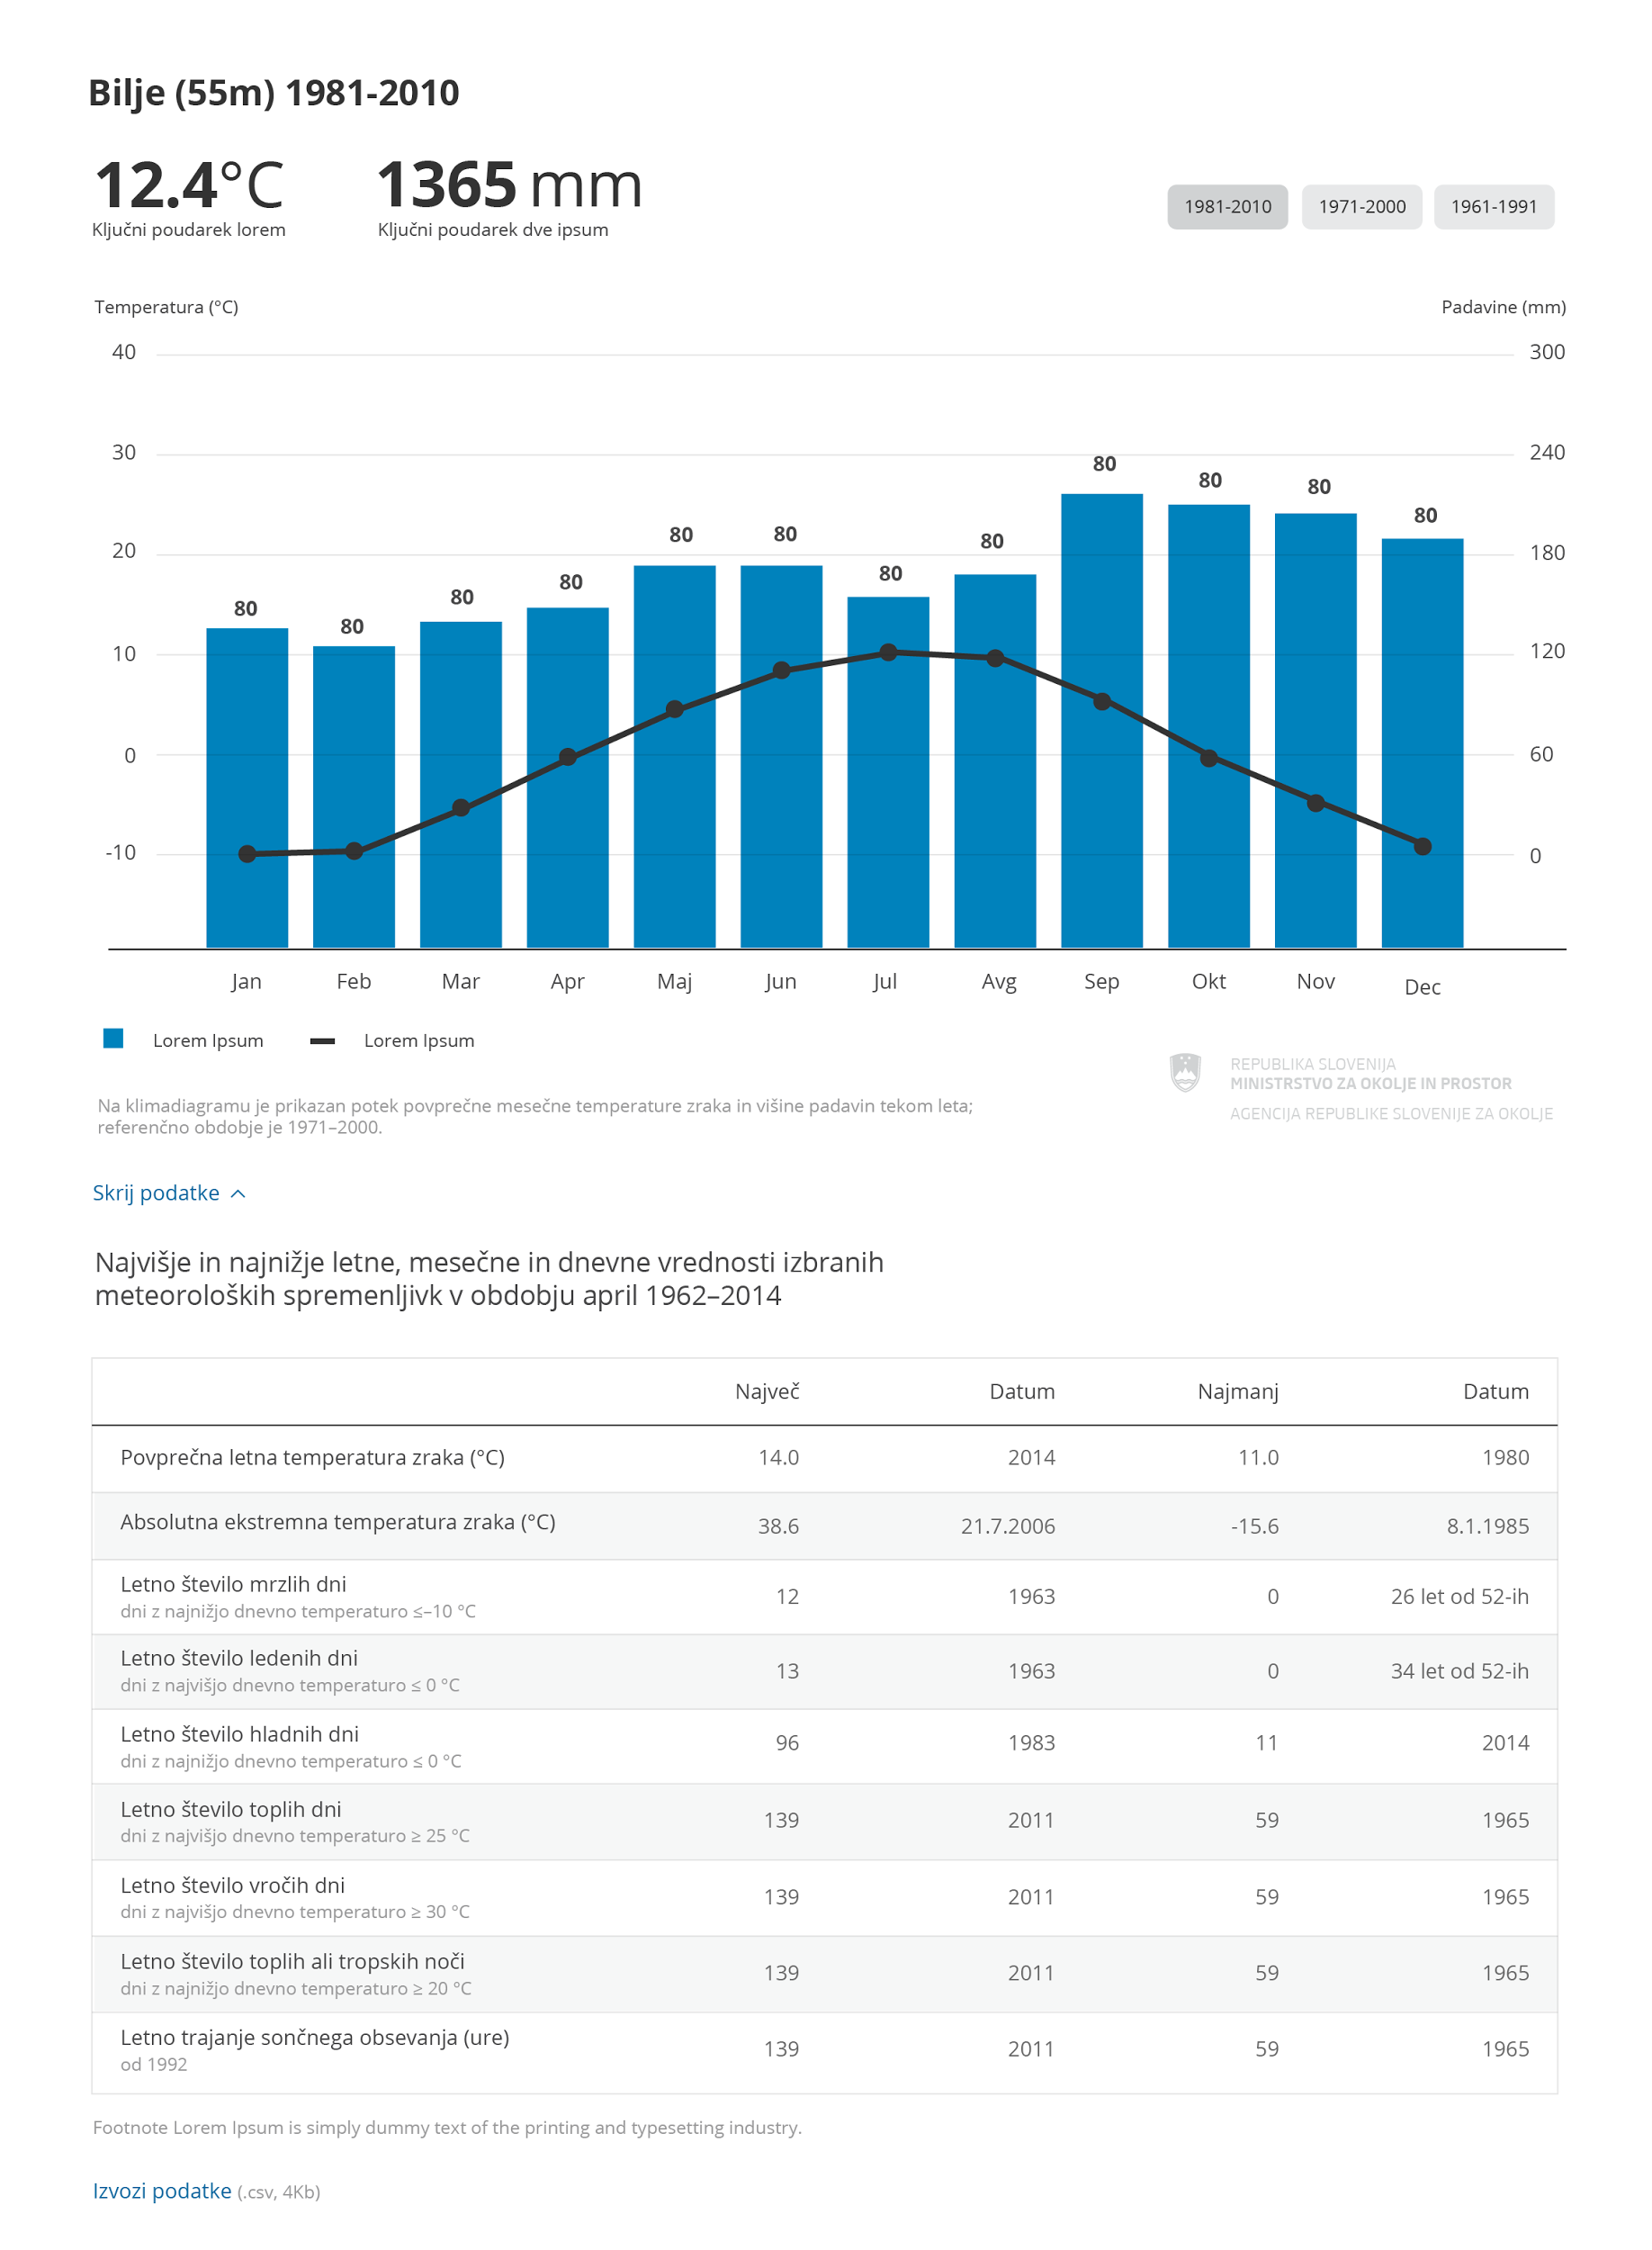 Bilje (55m) 1981-2010
12.4°C 1365 mm
Ključni poudarek lorem Ključni poudarek dve ipsum
1981-2010 1971-2000 1961-1991
Temperatura (°C) Padavine (mm)
40 300
30 240
20 180
10 120
0 60
-10 0
80 80 80 80 80 80 80 80 80 80 80 80
Jan Feb Mar Apr Maj Jun Jul Avg Sep Okt Nov Dec
Lorem Ipsum Lorem Ipsum
REPUBLIKA SLOVENIJA
MINISTRSTVO ZA OKOLJE IN PROSTOR
AGENCIJA REPUBLIKE SLOVENIJE ZA OKOLJE
Na klimadiagramu je prikazan potek povprečne mesečne temperature zraka in višine padavin tekom leta;
referenčno obdobje je 1971–2000.
Skrij podatke
Najvišje in najnižje letne, mesečne in dnevne vrednosti izbranih
meteoroloških spremenljivk v obdobju april 1962–2014
Največ Datum Najmanj Datum
Povprečna letna temperatura zraka (°C) 14.0 2014 11.0 1980
Absolutna ekstremna temperatura zraka (°C) 38.6 21.7.2006 -15.6 8.1.1985
Letno število mrzlih dni 12 1963 0 26 let od 52-ih
dni z najnižjo dnevno temperaturo ≤–10 °C
Letno število ledenih dni 13 1963 0 34 let od 52-ih
dni z najvišjo dnevno temperaturo ≤ 0 °C
Letno število hladnih dni 96 1983 11 2014
dni z najnižjo dnevno temperaturo ≤ 0 °C
Letno število toplih dni 139 2011 59 1965
dni z najvišjo dnevno temperaturo ≥ 25 °C
Letno število vročih dni 139 2011 59 1965
dni z najvišjo dnevno temperaturo ≥ 30 °C
Letno število toplih ali tropskih noči 139 2011 59 1965
dni z najnižjo dnevno temperaturo ≥ 20 °C
Letno trajanje sončnega obsevanja (ure) 139 2011 59 1965
od 1992
Footnote Lorem Ipsum is simply dummy text of the printing and typesetting industry.
Izvozi podatke (.csv, 4Kb)